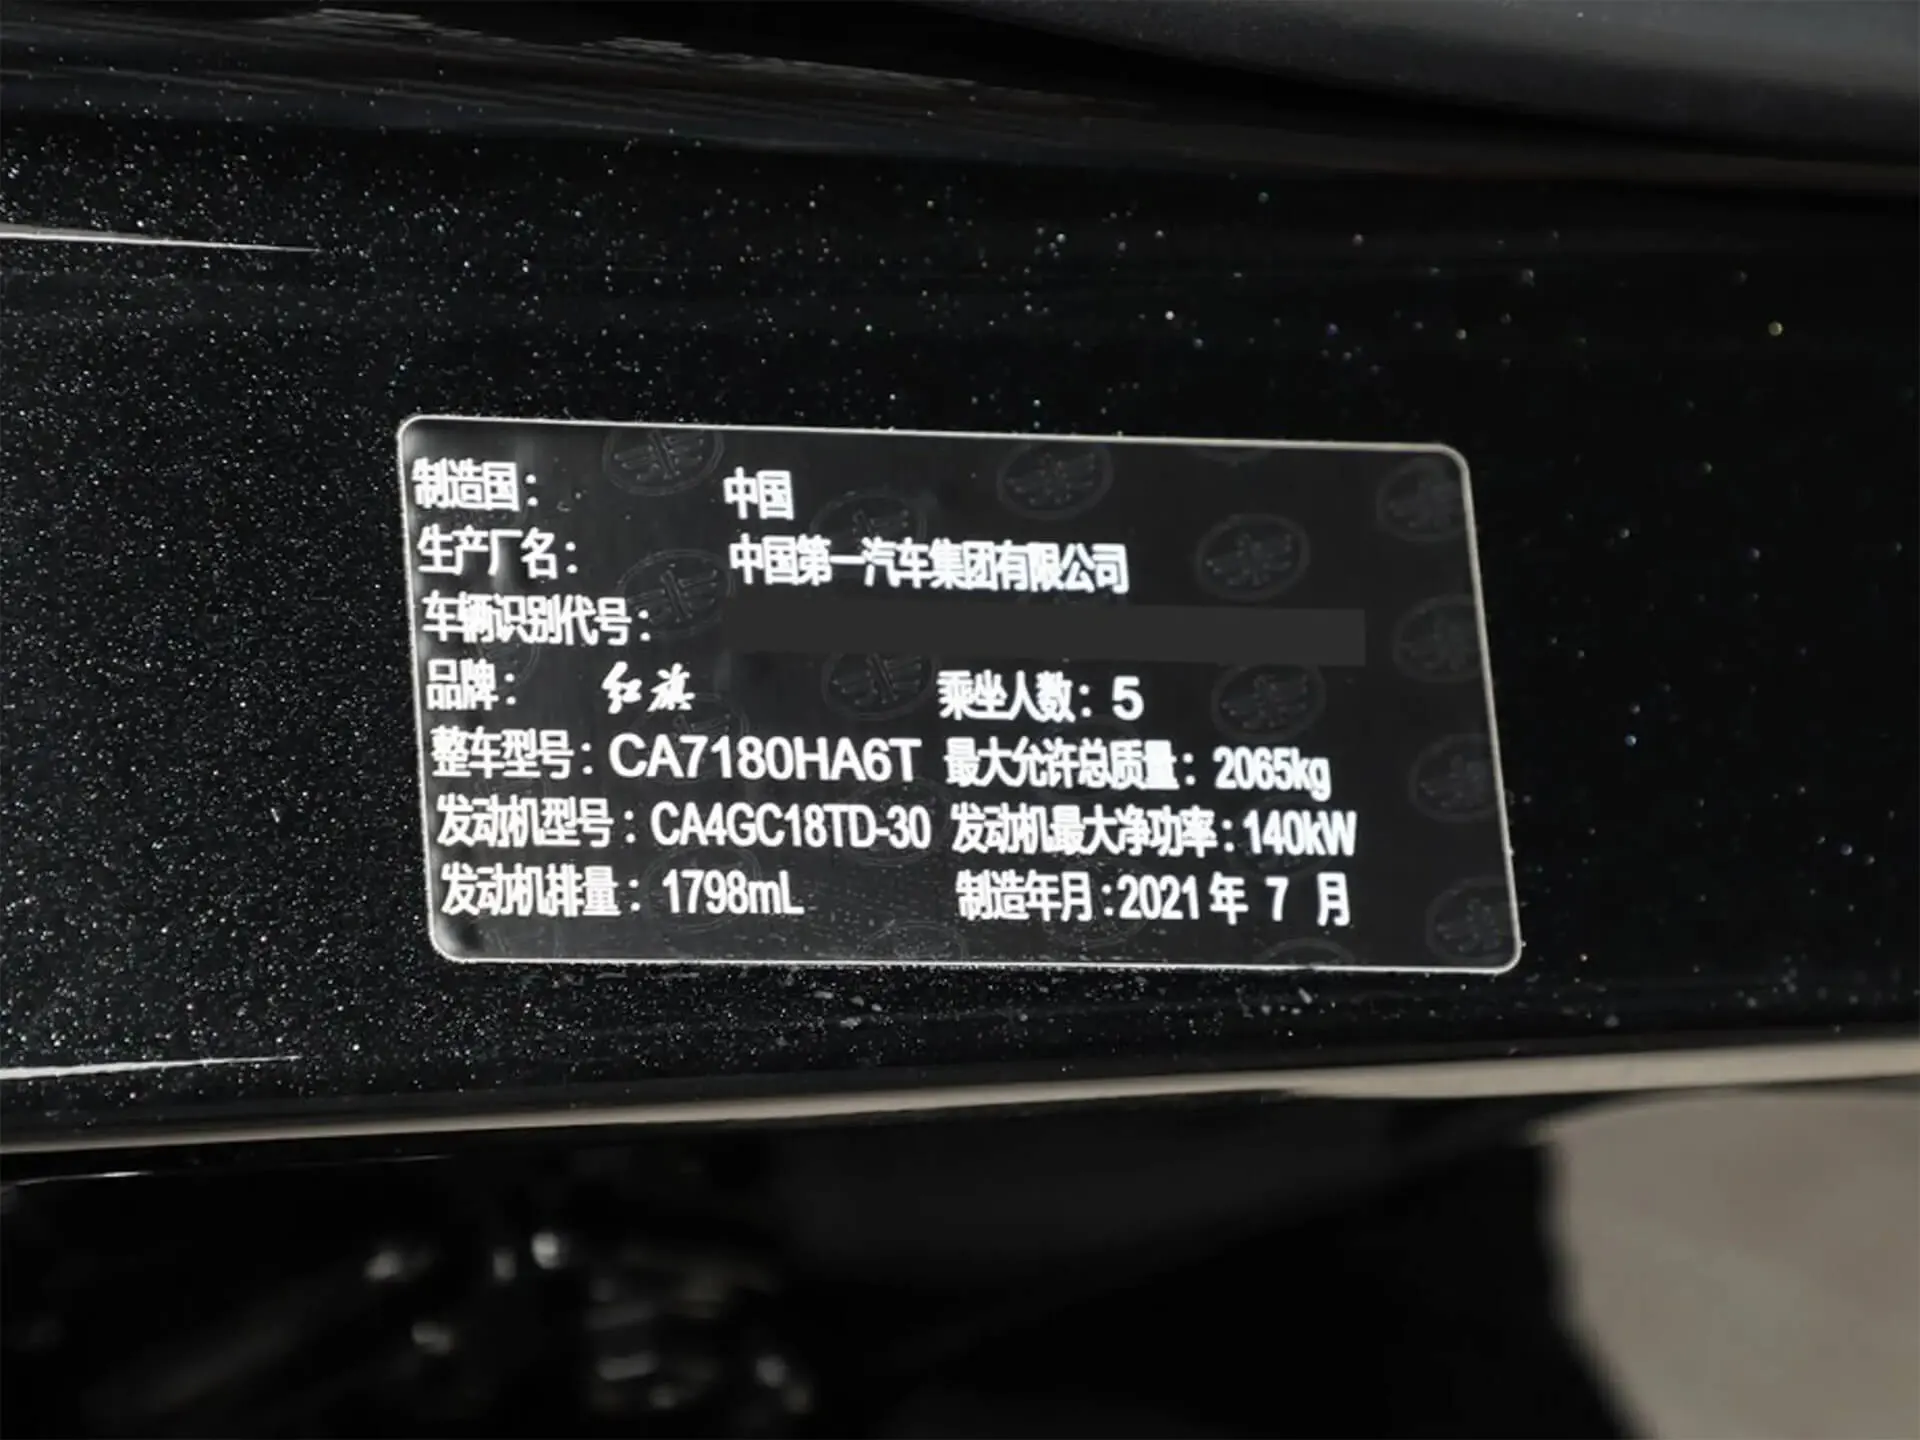 制造国： 中国
生产厂名： 中国第一汽车集团有限公司
车辆识别代号：
品牌： 红旗 乘坐人数：5
整车型号：CA7180HA6T 最大允许总质量：2065kg
发动机型号：CA4GC18TD-30 发动机最大净功率：140kW
发动机排量：1798mL 制造年月：2021年 7 月